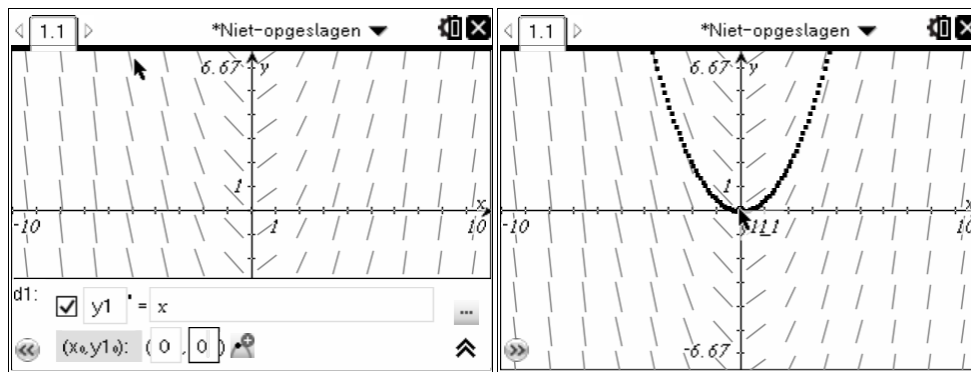 1.1 *Niet-opgeslagen
6.67 y
1
x
-10 1 10
d1: y1 ' = x
(x₀,y1₀): ( 0 , 0 )
1.1 *Niet-opgeslagen
6.67 y
1
x
-10 10
-6.67